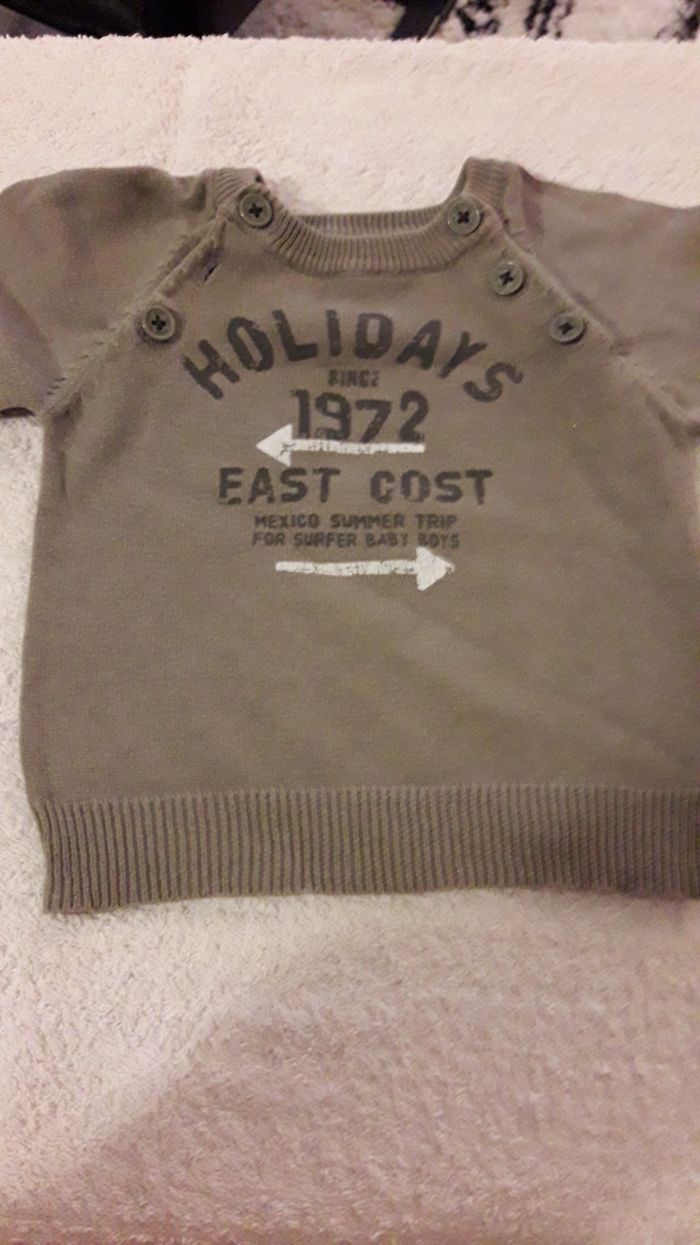 HOLIDAYS
SINCE
1972
EAST COST
MEXICO SUMMER TRIP
FOR SURFER BABY BOYS